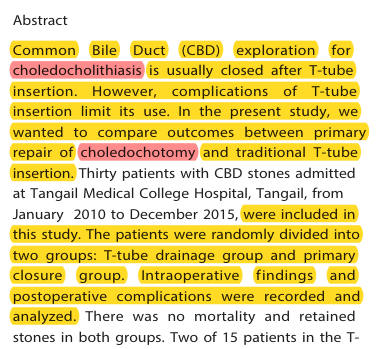 Abstract
Common Bile Duct (CBD) exploration for
choledocholithiasis is usually closed after T-tube
insertion. However, complications of T-tube
insertion limit its use. In the present study, we
wanted to compare outcomes between primary
repair of choledochotomy and traditional T-tube
insertion. Thirty patients with CBD stones admitted
at Tangail Medical College Hospital, Tangail, from
January 2010 to December 2015, were included in
this study. The patients were randomly divided into
two groups: T-tube drainage group and primary
closure group. Intraoperative findings and
postoperative complications were recorded and
analyzed. There was no mortality and retained
stones in both groups. Two of 15 patients in the T-